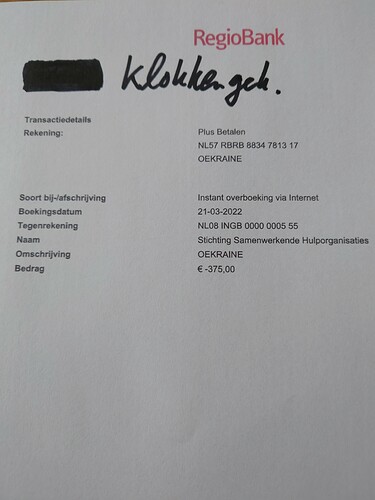 RegioBank
Klokkengek.
Transactiedetails
Rekening: Plus Betalen
NL57 RBRB 8834 7813 17
OEKRAINE
Soort bij-/afschrijving Instant overboeking via Internet
Boekingsdatum 21-03-2022
Tegenrekening NL08 INGB 0000 0005 55
Naam Stichting Samenwerkende Hulporganisaties
Omschrijving OEKRAINE
Bedrag € -375,00